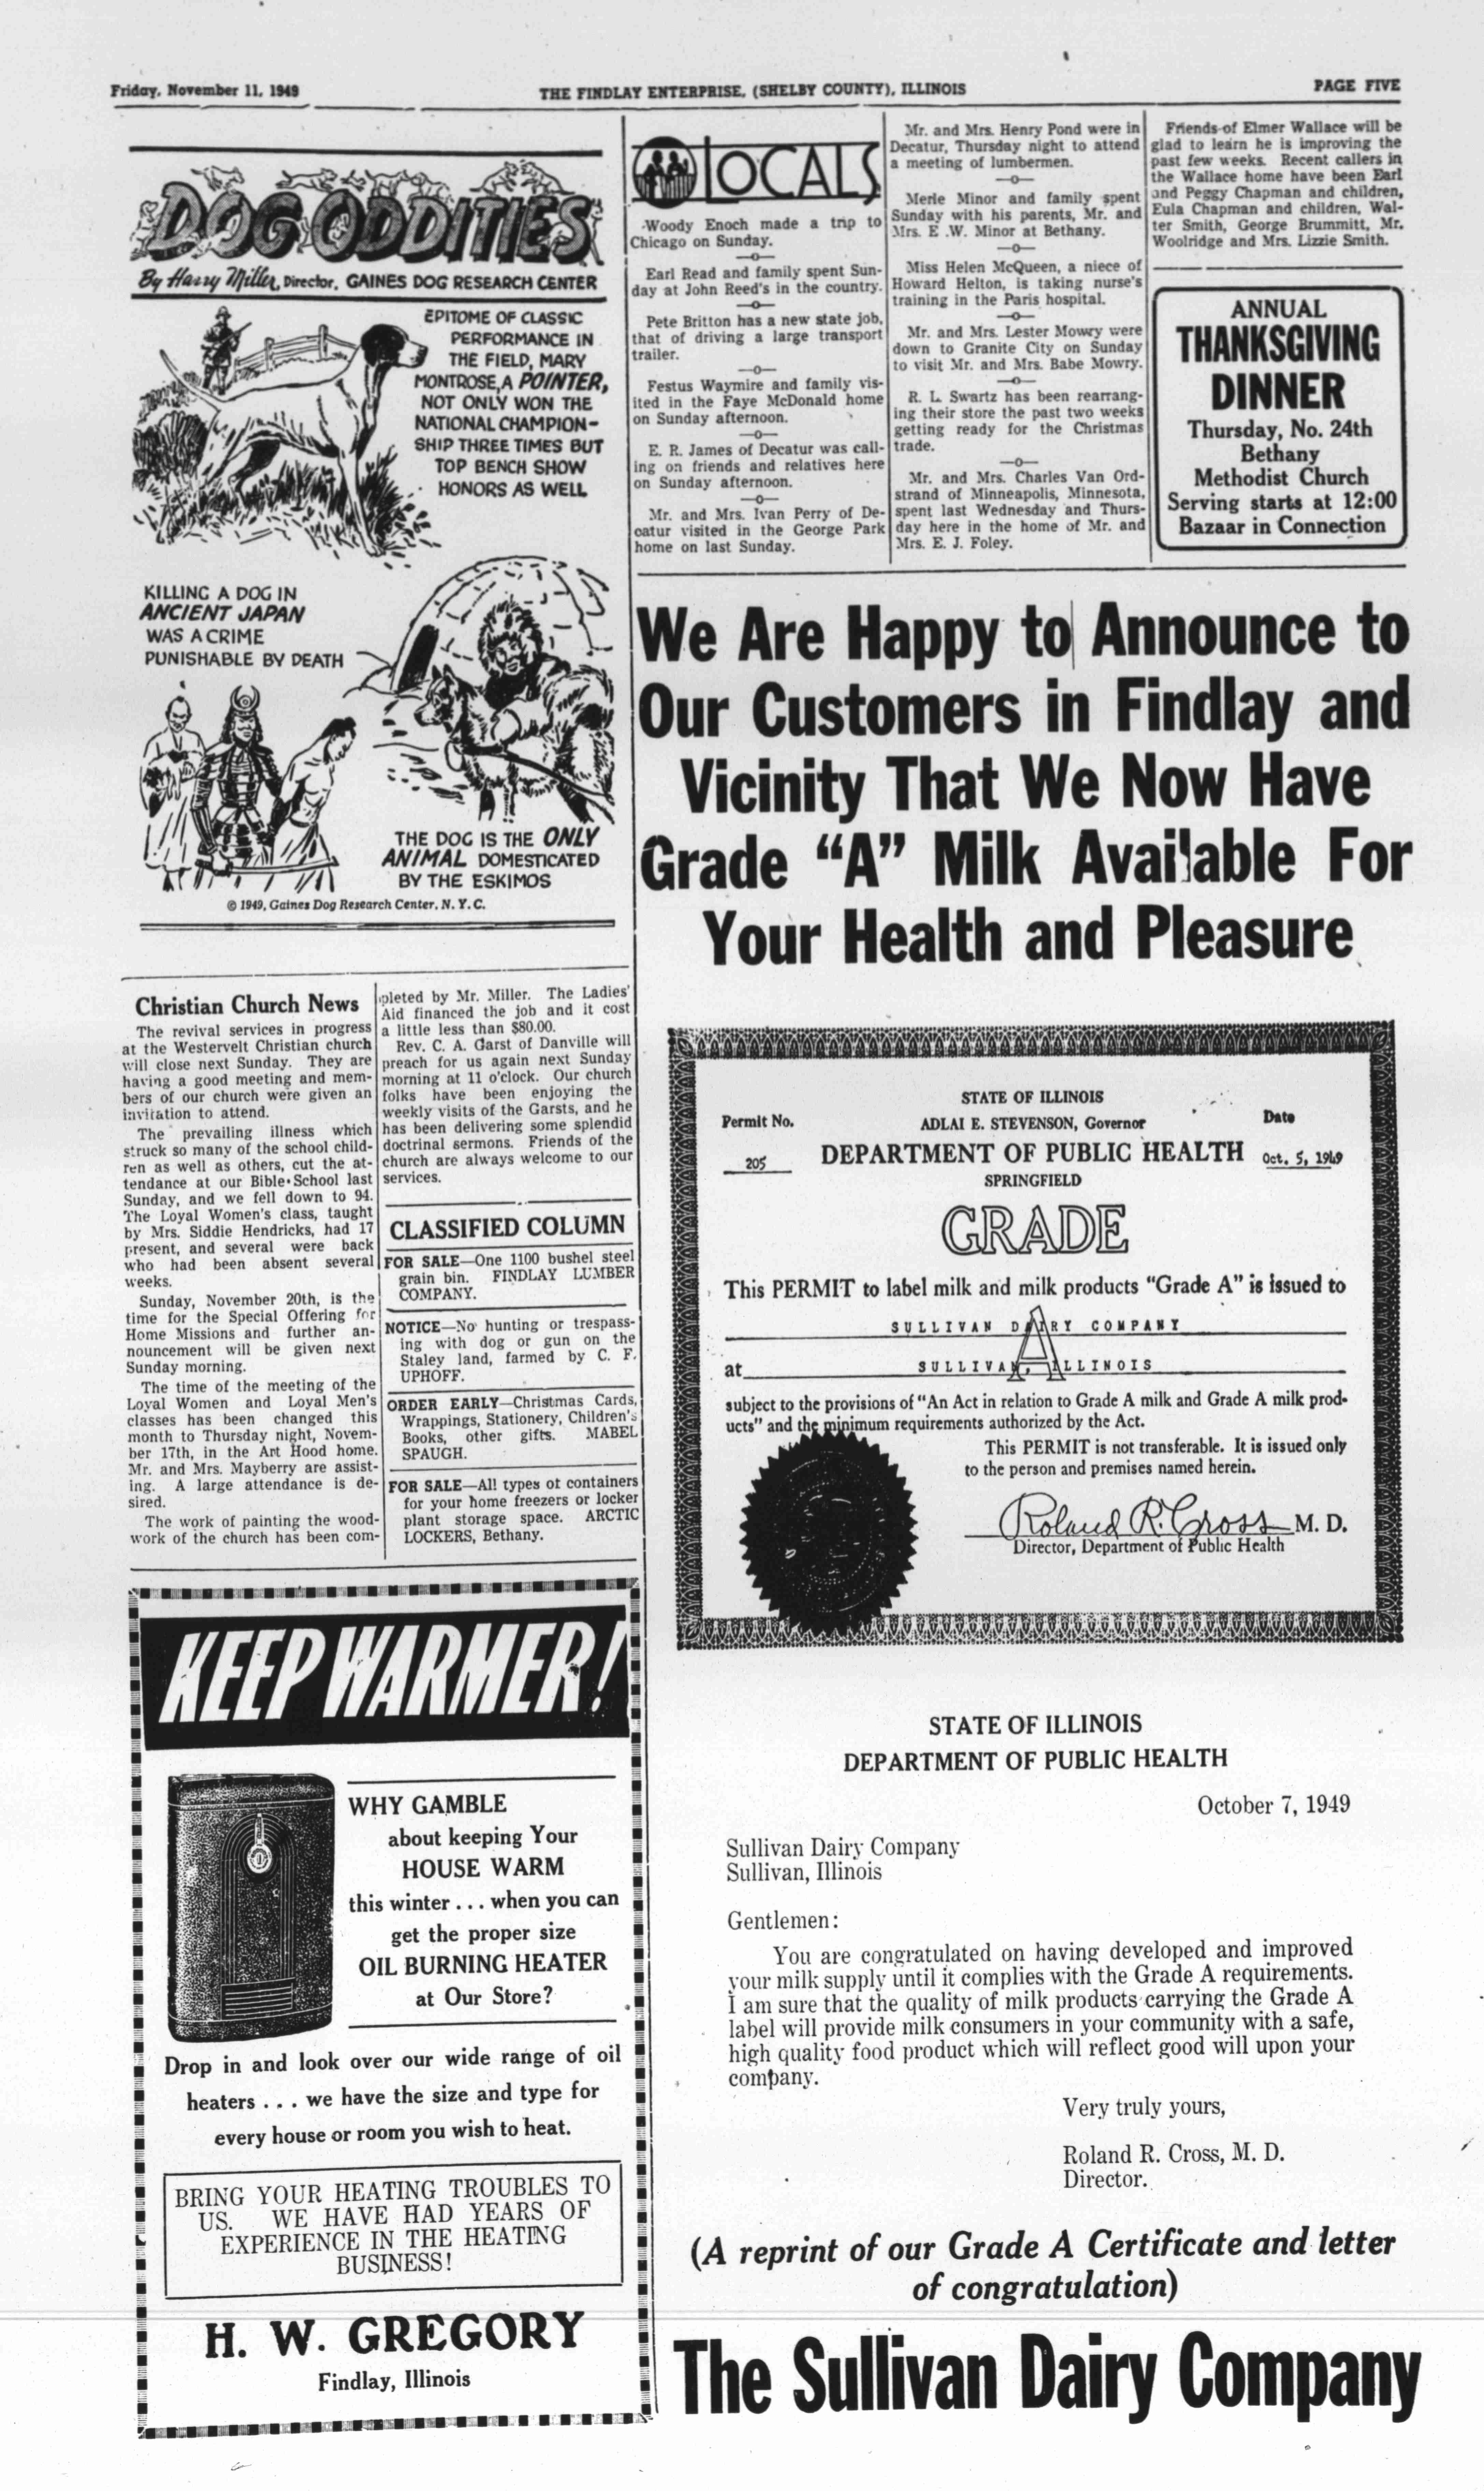 Friday, November 11, 1949
THE FINDLAY ENTERPRISE, (SHELBY COUNTY), ILLINOIS
PAGE FIVE
DOG ODDITIES
By Harry Miller, Director, GAINES DOG RESEARCH CENTER
EPITOME OF CLASSIC
PERFORMANCE IN
THE FIELD, MARY
MONTROSE, A POINTER,
NOT ONLY WON THE
NATIONAL CHAMPION-
SHIP THREE TIMES BUT
TOP BENCH SHOW
HONORS AS WELL
KILLING A DOG IN
ANCIENT JAPAN
WAS A CRIME
PUNISHABLE BY DEATH
THE DOG IS THE ONLY
ANIMAL DOMESTICATED
BY THE ESKIMOS
© 1949, Gaines Dog Research Center, N. Y. C.
LOCALS
Woody Enoch made a trip to
Chicago on Sunday.
—o—
Earl Read and family spent Sun-
day at John Reed's in the country.
—o—
Pete Britton has a new state job,
that of driving a large transport
trailer.
—o—
Festus Waymire and family vis-
ited in the Faye McDonald home
on Sunday afternoon.
—o—
E. R. James of Decatur was call-
ing on friends and relatives here
on Sunday afternoon.
—o—
Mr. and Mrs. Ivan Perry of De-
catur visited in the George Park
home on last Sunday.
Mr. and Mrs. Henry Pond were in
Decatur, Thursday night to attend
a meeting of lumbermen.
—o—
Merle Minor and family spent
Sunday with his parents, Mr. and
Mrs. E .W. Minor at Bethany.
—o—
Miss Helen McQueen, a niece of
Howard Helton, is taking nurse's
training in the Paris hospital.
—o—
Mr. and Mrs. Lester Mowry were
down to Granite City on Sunday
to visit Mr. and Mrs. Babe Mowry.
—o—
R. L. Swartz has been rearrang-
ing their store the past two weeks
getting ready for the Christmas
trade.
—o—
Mr. and Mrs. Charles Van Ord-
strand of Minneapolis, Minnesota,
spent last Wednesday and Thurs-
day here in the home of Mr. and
Mrs. E. J. Foley.
Friends of Elmer Wallace will be
glad to learn he is improving the
past few weeks. Recent callers in
the Wallace home have been Earl
and Peggy Chapman and children,
Eula Chapman and children, Wal-
ter Smith, George Brummitt, Mr.
Woolridge and Mrs. Lizzie Smith.
ANNUAL
THANKSGIVING
DINNER
Thursday, No. 24th
Bethany
Methodist Church
Serving starts at 12:00
Bazaar in Connection
We Are Happy to Announce to
Our Customers in Findlay and
Vicinity That We Now Have
Grade “A” Milk Available For
Your Health and Pleasure
Christian Church News
The revival services in progress
at the Westervelt Christian church
will close next Sunday. They are
having a good meeting and mem-
bers of our church were given an
invitation to attend.
The prevailing illness which
struck so many of the school child-
ren as well as others, cut the at-
tendance at our Bible School last
Sunday, and we fell down to 94.
The Loyal Women's class, taught
by Mrs. Siddie Hendricks, had 17
present, and several were back
who had been absent several
weeks.
Sunday, November 20th, is the
time for the Special Offering for
Home Missions and further an-
nouncement will be given next
Sunday morning.
The time of the meeting of the
Loyal Women and Loyal Men's
classes has been changed this
month to Thursday night, Novem-
ber 17th, in the Art Hood home.
Mr. and Mrs. Mayberry are assist-
ing. A large attendance is de-
sired.
The work of painting the wood-
work of the church has been com-
pleted by Mr. Miller. The Ladies'
Aid financed the job and it cost
a little less than $80.00.
Rev. C. A. Garst of Danville will
preach for us again next Sunday
morning at 11 o'clock. Our church
folks have been enjoying the
weekly visits of the Garsts, and he
has been delivering some splendid
doctrinal sermons. Friends of the
church are always welcome to our
services.
CLASSIFIED COLUMN
FOR SALE—One 1100 bushel steel
grain bin. FINDLAY LUMBER
COMPANY.
NOTICE—No hunting or trespass-
ing with dog or gun on the
Staley land, farmed by C. F.
UPHOFF.
ORDER EARLY—Christmas Cards,
Wrappings, Stationery, Children's
Books, other gifts. MABEL
SPAUGH.
FOR SALE—All types of containers
for your home freezers or locker
plant storage space. ARCTIC
LOCKERS, Bethany.
KEEP WARMER!
WHY GAMBLE
about keeping Your
HOUSE WARM
this winter . . . when you can
get the proper size
OIL BURNING HEATER
at Our Store?
Drop in and look over our wide range of oil
heaters . . . we have the size and type for
every house or room you wish to heat.
BRING YOUR HEATING TROUBLES TO
US. WE HAVE HAD YEARS OF
EXPERIENCE IN THE HEATING
BUSINESS!
H. W. GREGORY
Findlay, Illinois
STATE OF ILLINOIS
Permit No.
ADLAI E. STEVENSON, Governor
Date
205
DEPARTMENT OF PUBLIC HEALTH
Oct. 5, 1949
SPRINGFIELD
GRADE
A
This PERMIT to label milk and milk products “Grade A” is issued to
SULLIVAN DAIRY COMPANY
at SULLIVAN, ILLINOIS
subject to the provisions of “An Act in relation to Grade A milk and Grade A milk prod-
ucts” and the minimum requirements authorized by the Act.
This PERMIT is not transferable. It is issued only
to the person and premises named herein.
Roland R. Cross M. D.
Director, Department of Public Health
STATE OF ILLINOIS
DEPARTMENT OF PUBLIC HEALTH
October 7, 1949
Sullivan Dairy Company
Sullivan, Illinois
Gentlemen:
You are congratulated on having developed and improved
your milk supply until it complies with the Grade A requirements.
I am sure that the quality of milk products carrying the Grade A
label will provide milk consumers in your community with a safe,
high quality food product which will reflect good will upon your
company.
Very truly yours,
Roland R. Cross, M. D.
Director.
(A reprint of our Grade A Certificate and letter
of congratulation)
The Sullivan Dairy Company